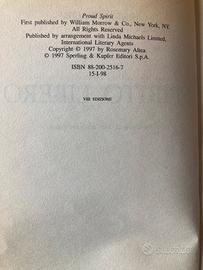 Proud Spirit
First published by William Morrow & Co., New York, NY.
All Rights Reserved
Published by arrangement with Linda Michaels Limited,
International Literary Agents
Copyright © 1997 by Rosemary Altea
© 1997 Sperling & Kupfer Editori S.p.A.
ISBN 88-200-2516-7
15-I-98
VIII EDIZIONE
subito